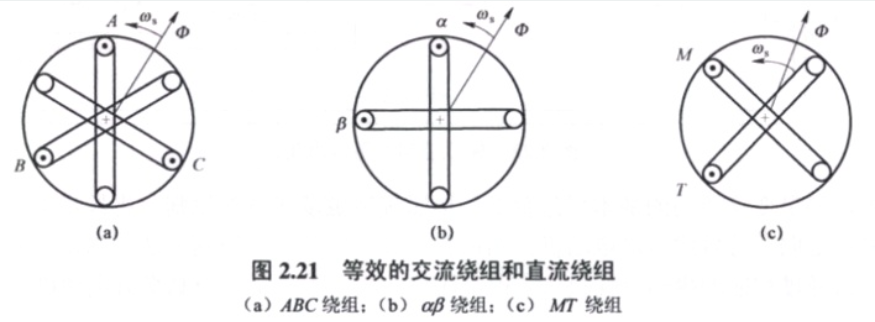 A
ωs
Φ
B
C
(a)
α
ωs
Φ
β
(b)
M
ωs
Φ
T
(c)
图 2.21 等效的交流绕组和直流绕组
(a) ABC 绕组；(b) αβ 绕组；(c) MT 绕组